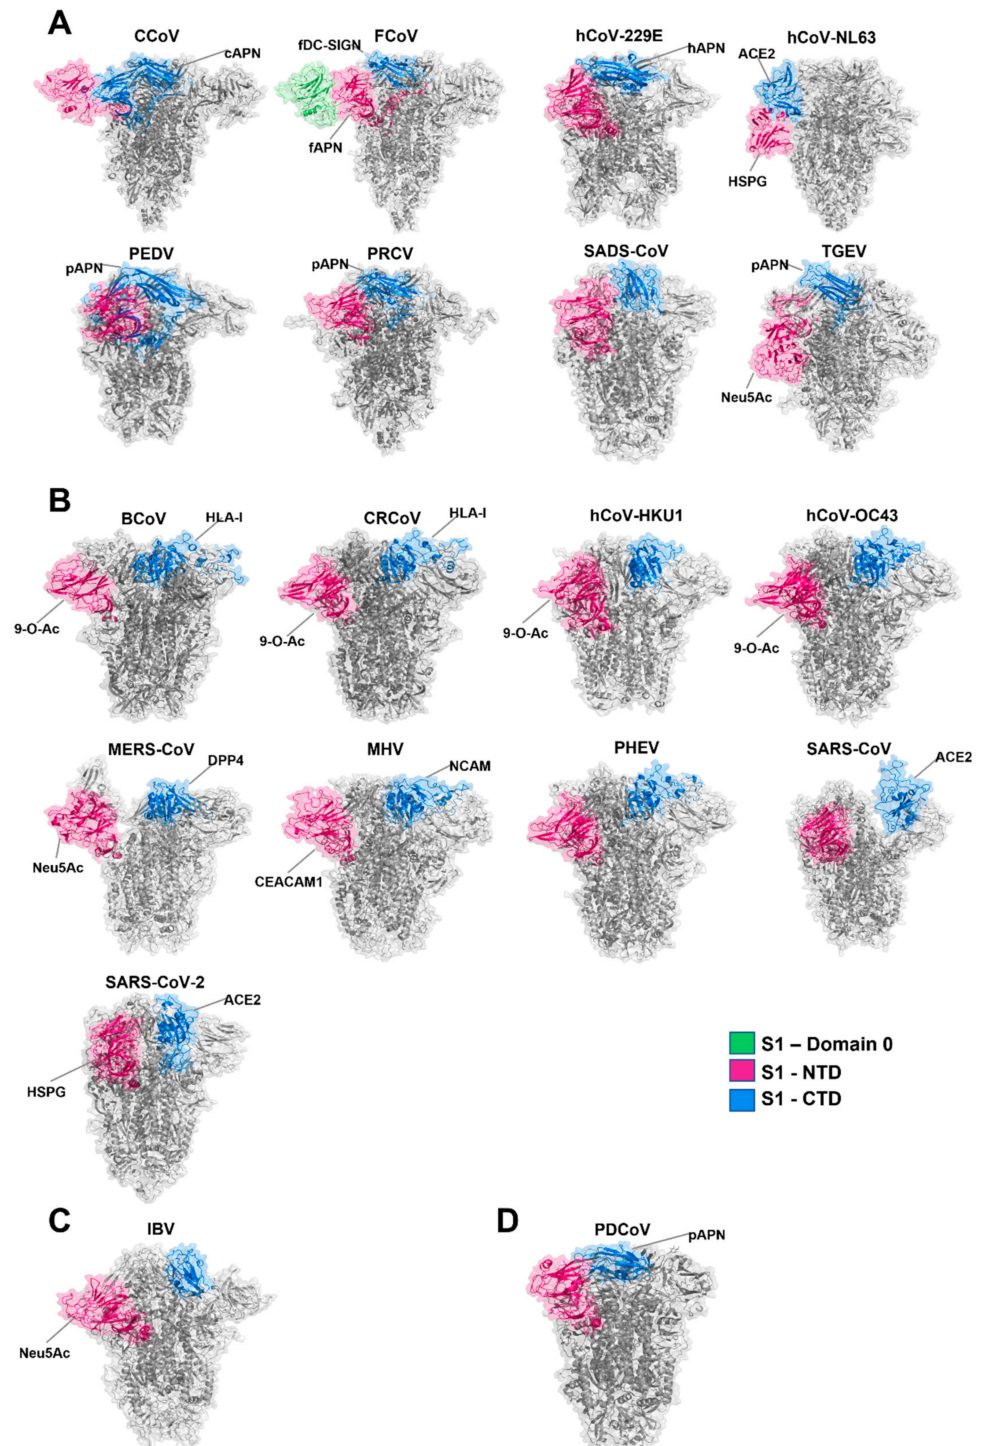 A
CCoV
cAPN
fDC-SIGN
FCoV
fAPN
hCoV-229E
hAPN
hCoV-NL63
ACE2
HSPG
PEDV
pAPN
PRCV
pAPN
SADS-CoV
TGEV
pAPN
Neu5Ac
B
BCoV
HLA-I
9-O-Ac
CRCoV
HLA-I
9-O-Ac
hCoV-HKU1
9-O-Ac
hCoV-OC43
9-O-Ac
MERS-CoV
DPP4
Neu5Ac
MHV
NCAM
CEACAM1
PHEV
SARS-CoV
ACE2
SARS-CoV-2
ACE2
HSPG
S1 – Domain 0
S1 - NTD
S1 - CTD
C
IBV
Neu5Ac
D
PDCoV
pAPN